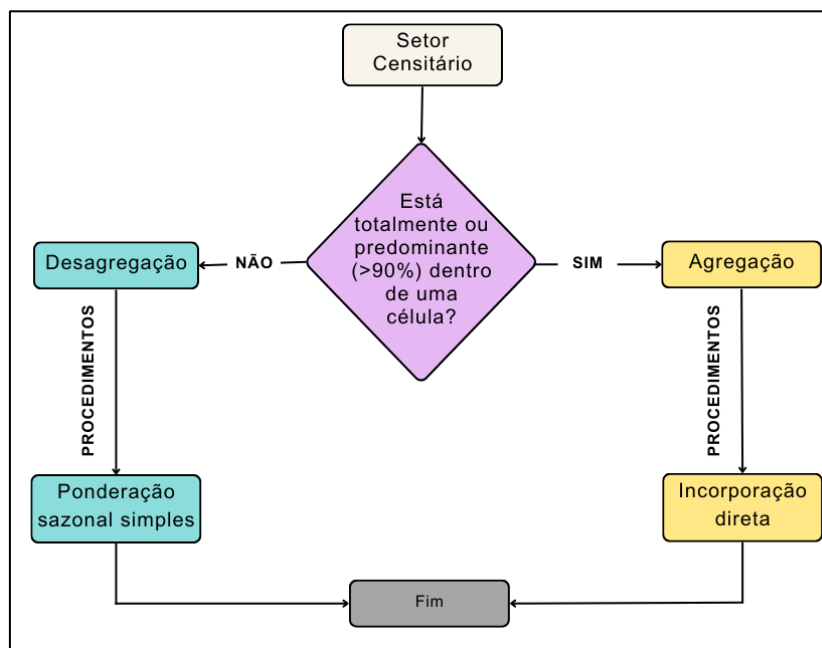 Setor
Censitário
Está
totalmente ou
predominante
(>90%) dentro
de uma
célula?
NÃO
SIM
Desagregação
Agregação
PROCEDIMENTOS
PROCEDIMENTOS
Ponderação
sazonal simples
Incorporação
direta
Fim